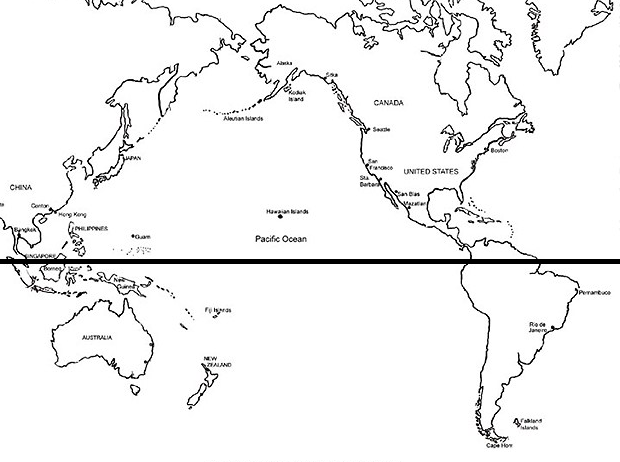 Alaska
Sitka
Kodiak
Island
CANADA
Aleutian Islands
Seattle
Boston
JAPAN
San
Francisco
UNITED STATES
Sta.
Barbara
CHINA
San Blas
Mazatlan
Canton
Hong Kong
Hawaiian Islands
Bangkok
PHILIPPINES
Guam
Pacific Ocean
SINGAPORE
Borneo
New
Guinea
Pernambuco
Fiji Islands
Rio de
Janeiro
AUSTRALIA
NEW
ZEALAND
Falkland
Islands
Cape Horn